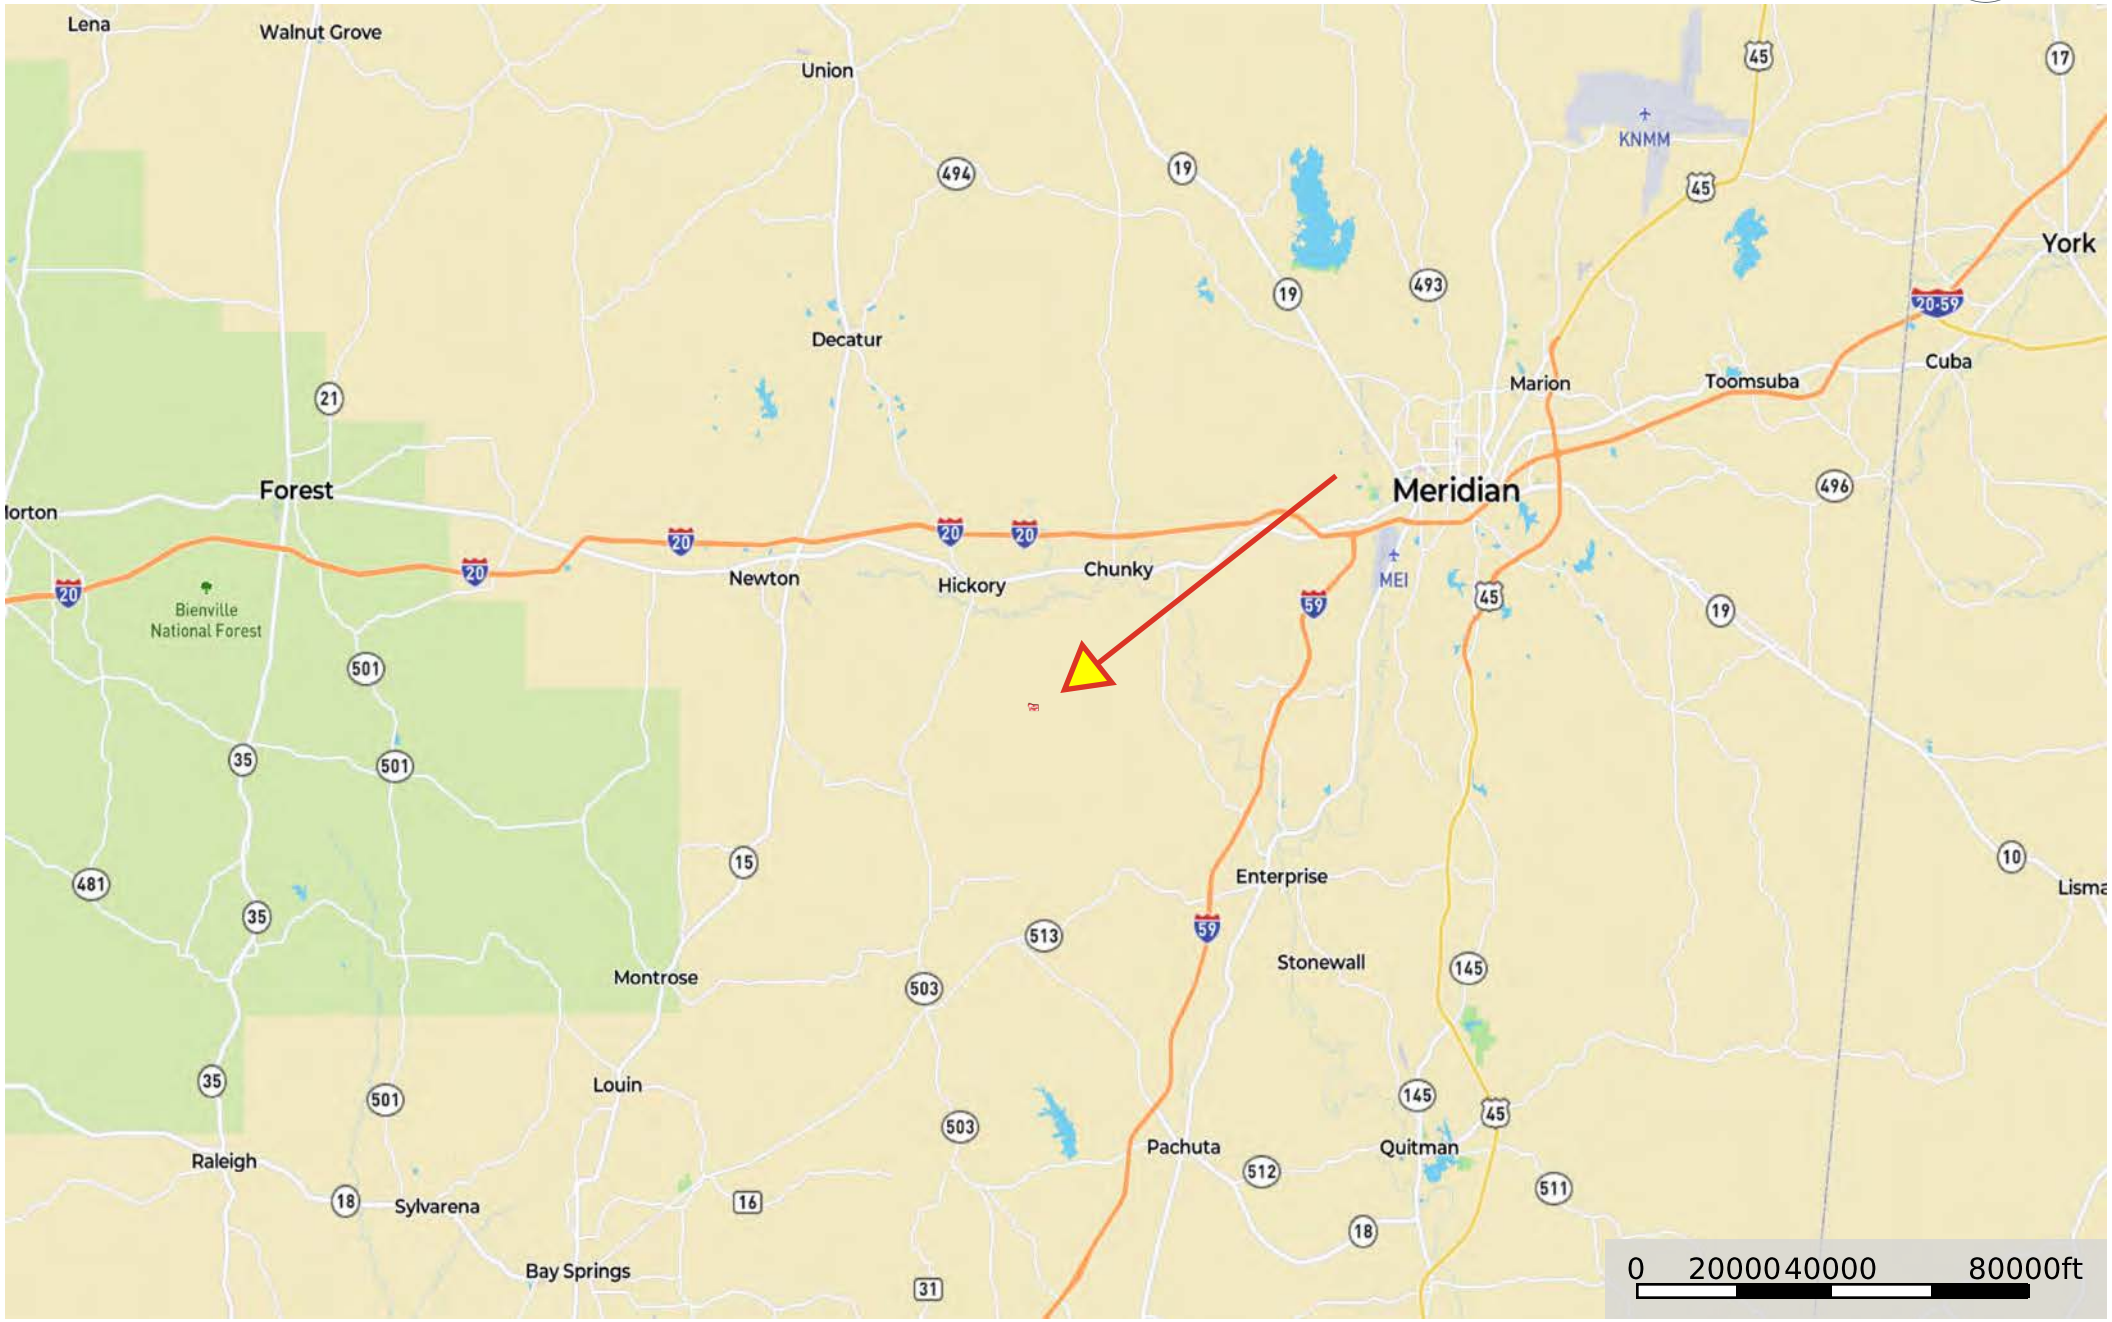 Lena
Walnut Grove
Union
45
17
KNMM
494
19
45
York
19
493
20-59
Decatur
Cuba
Marion
Toomsuba
21
Forest
Meridian
496
orton
20
20
20
20
20
Newton
Hickory
Chunky
MEI
Bienville
National Forest
59
45
19
501
35
501
15
10
481
Enterprise
Lisma
35
59
513
Stonewall
145
Montrose
503
35
Louin
501
145
45
503
Pachuta
Quitman
Raleigh
512
511
18
Sylvarena
16
18
Bay Springs
31
0 20000 40000 80000ft